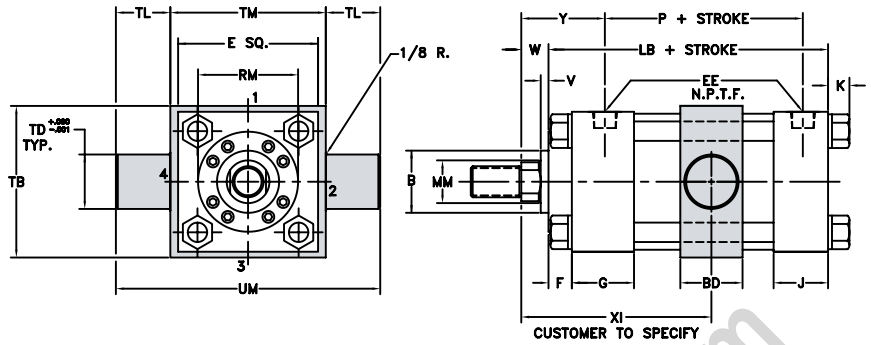 TL
TM
TL
E SQ.
RM
1/8 R.
1
TD +.000 -.001
TYP.
TB
4
2
3
UM
Y
P + STROKE
W
LB + STROKE
V
EE
N.P.T.F.
K
B
MM
F
G
BD
J
XI
CUSTOMER TO SPECIFY